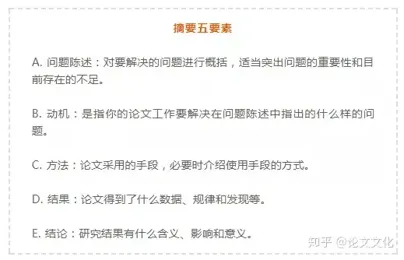 摘要五要素
A. 问题陈述：对要解决的问题进行概括，适当突出问题的重要性和目
前存在的不足。
B. 动机：是指你的论文工作要解决在问题陈述中指出的什么样的问
题。
C. 方法：论文采用的手段，必要时介绍使用手段的方式。
D. 结果：论文得到了什么数据、规律和发现等。
E. 结论：研究结果有什么含义、影响和意义。
知乎 @论文文化